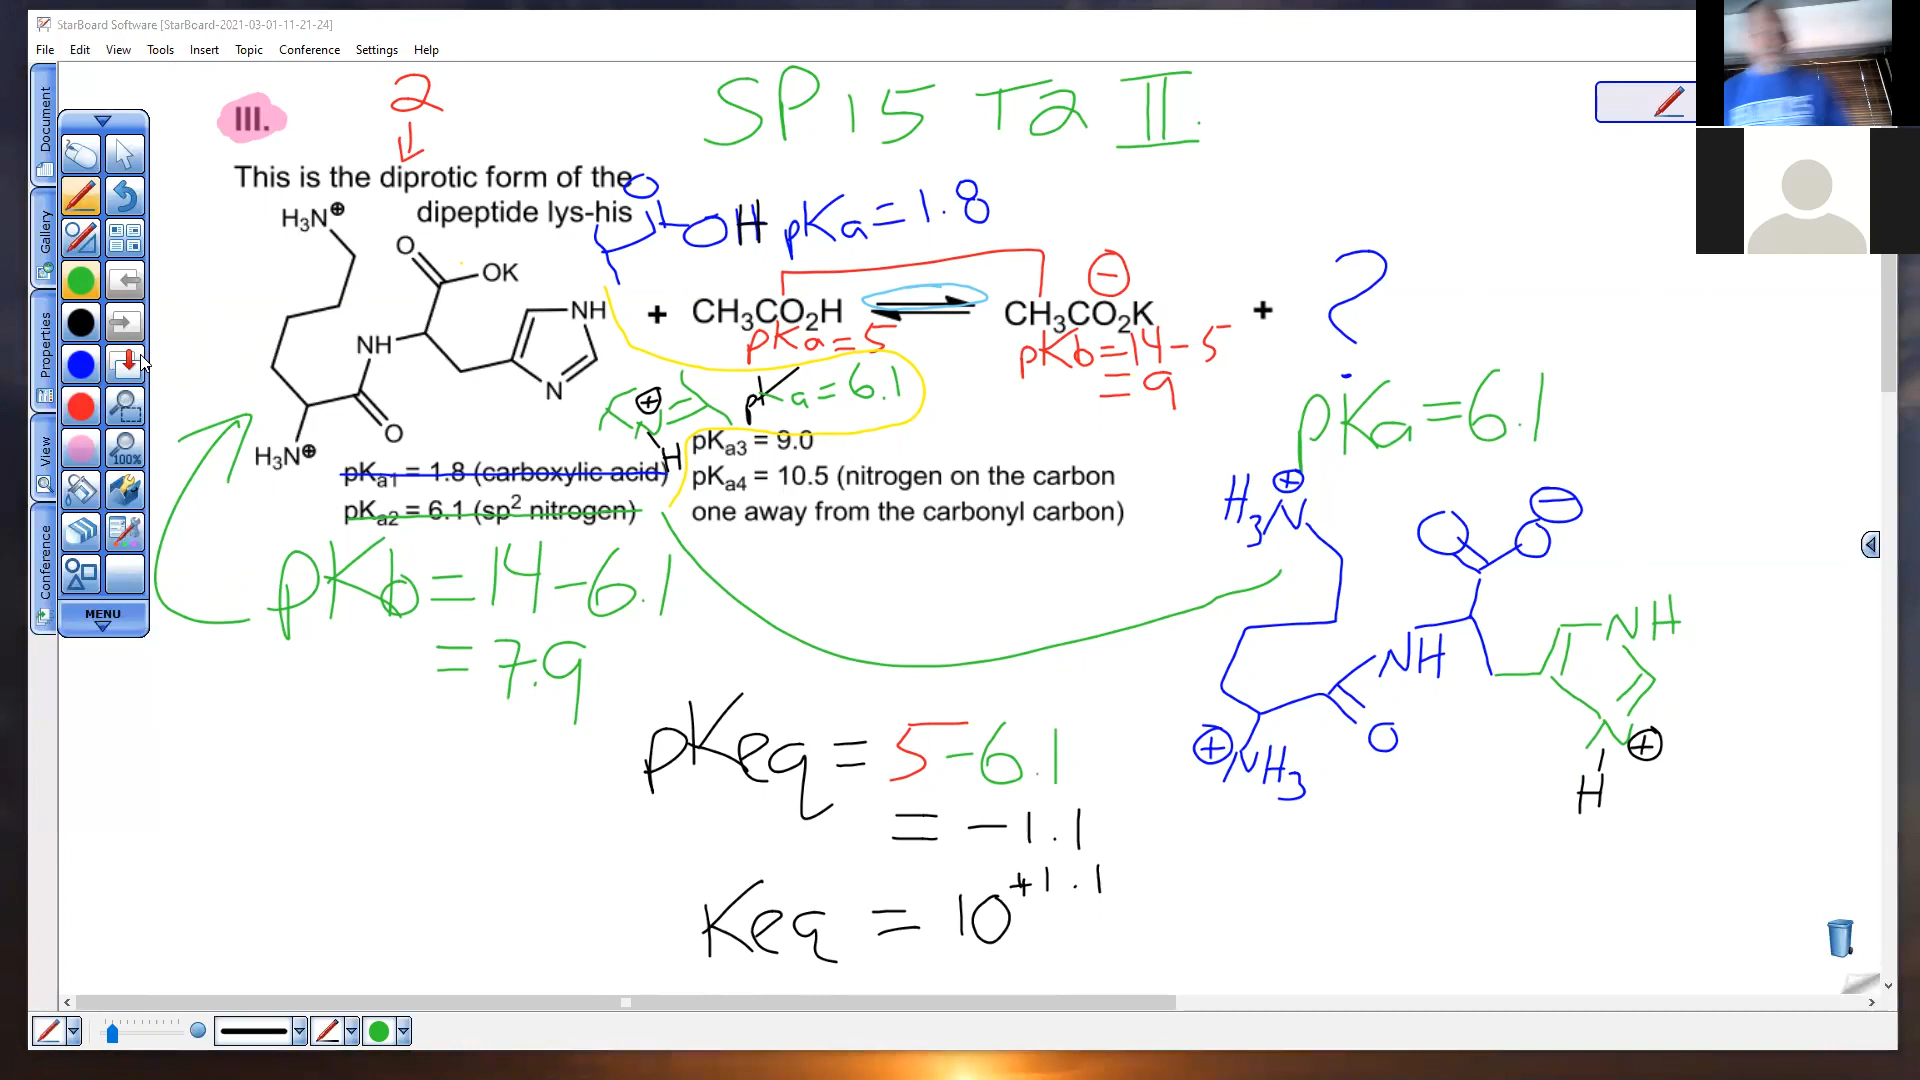 StarBoard Software [StarBoard-2021-03-01-11-21-24]
File Edit View Tools Insert Topic Conference Settings Help
Document
Gallery
Properties
View
Conference
100%
MENU
2
SP15 T2 II.
III.
This is the diprotic form of the
dipeptide lys-his
O
OH pKa = 1.8
H₃N⊕
O
OK
NH
NH
N
O
H₃N⊕
+ CH₃CO₂H ⇌ CH₃CO₂K + ?
⊖
pKa = 5
pKb = 14 - 5
= 9
N⊕
H
pKa = 6.1
pKa1 = 1.8 (carboxylic acid)
pKa2 = 6.1 (sp² nitrogen)
pKa3 = 9.0
pKa4 = 10.5 (nitrogen on the carbon
one away from the carbonyl carbon)
pKb = 14 - 6.1
= 7.9
pKeq = 5 - 6.1
= -1.1
Keq = 10^+1.1
pKa = 6.1
H₃N⊕
O
O⊖
NH
NH
O
⊕NH₃
N⊕
H